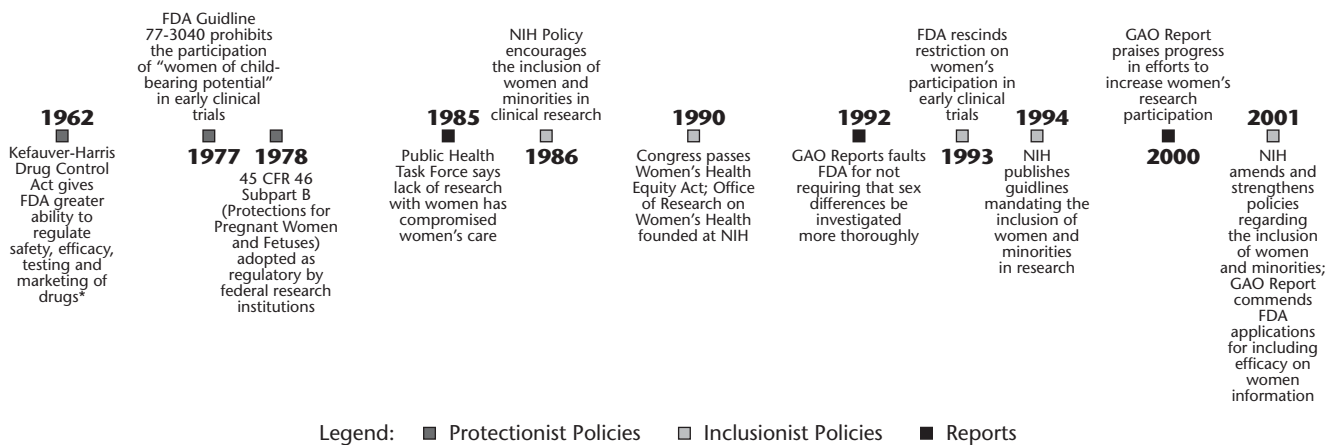 1962
Kefauver-Harris
Drug Control
Act gives
FDA greater
ability to
regulate
safety, efficacy,
testing and
marketing of
drugs*
FDA Guidline
77-3040 prohibits
the participation
of “women of child-
bearing potential”
in early clinical
trials
1977
1978
45 CFR 46
Subpart B
(Protections for
Pregnant Women
and Fetuses)
adopted as
regulatory by
federal research
institutions
1985
Public Health
Task Force says
lack of research
with women has
compromised
women’s care
NIH Policy
encourages
the inclusion of
women and
minorities in
clinical research
1986
1990
Congress passes
Women’s Health
Equity Act; Office
of Research on
Women’s Health
founded at NIH
1992
GAO Reports faults
FDA for not
requiring that sex
differences be
investigated
more thoroughly
FDA rescinds
restriction on
women’s
participation in
early clinical
trials
1993
1994
NIH
publishes
guidlines
mandating the
inclusion of
women and
minorities
in research
GAO Report
praises progress
in efforts to
increase women’s
research
participation
2000
2001
NIH
amends and
strengthens
policies
regarding
the inclusion
of women
and minorities;
GAO Report
commends
FDA
applications
for including
efficacy on
women
information
Legend: Protectionist Policies Inclusionist Policies Reports